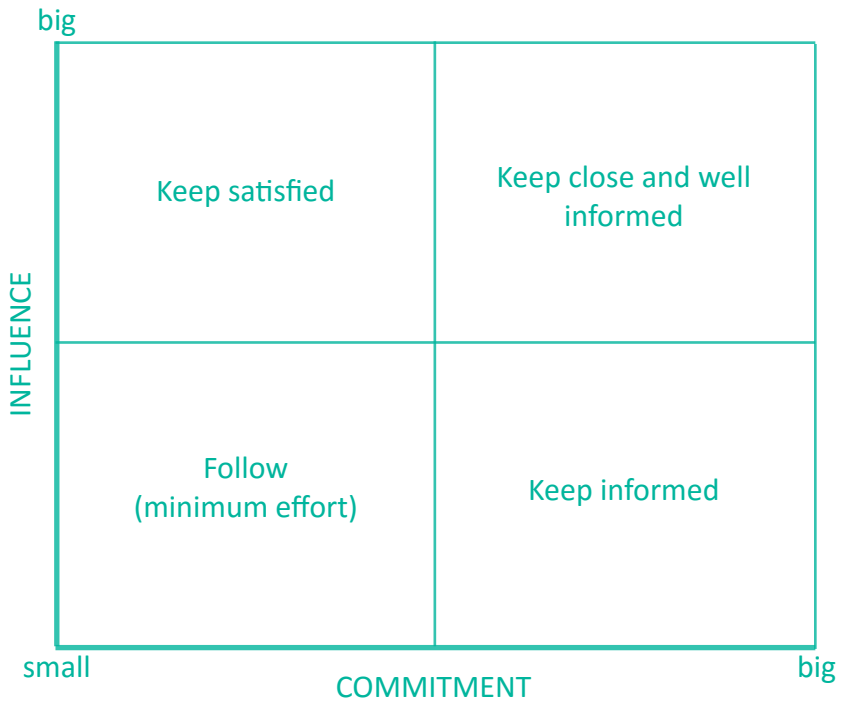 big
Keep satisfied
Keep close and well
informed
INFLUENCE
Follow
(minimum effort)
Keep informed
small
COMMITMENT
big